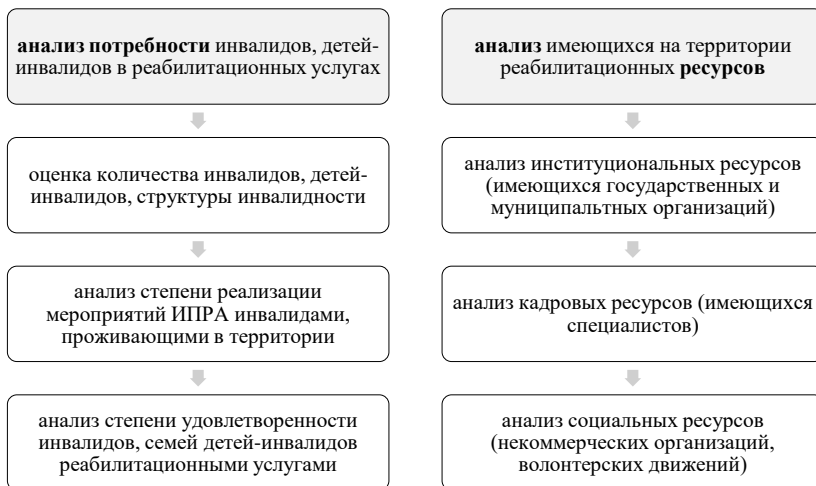 анализ потребности инвалидов, детей-
инвалидов в реабилитационных услугах
оценка количества инвалидов, детей-
инвалидов, структуры инвалидности
анализ степени реализации
мероприятий ИПРА инвалидами,
проживающими в территории
анализ степени удовлетворенности
инвалидов, семей детей-инвалидов
реабилитационными услугами
анализ имеющихся на территории
реабилитационных ресурсов
анализ институциональных ресурсов
(имеющихся государственных и
муниципальтных организаций)
анализ кадровых ресурсов (имеющихся
специалистов)
анализ социальных ресурсов
(некоммерческих организаций,
волонтерских движений)